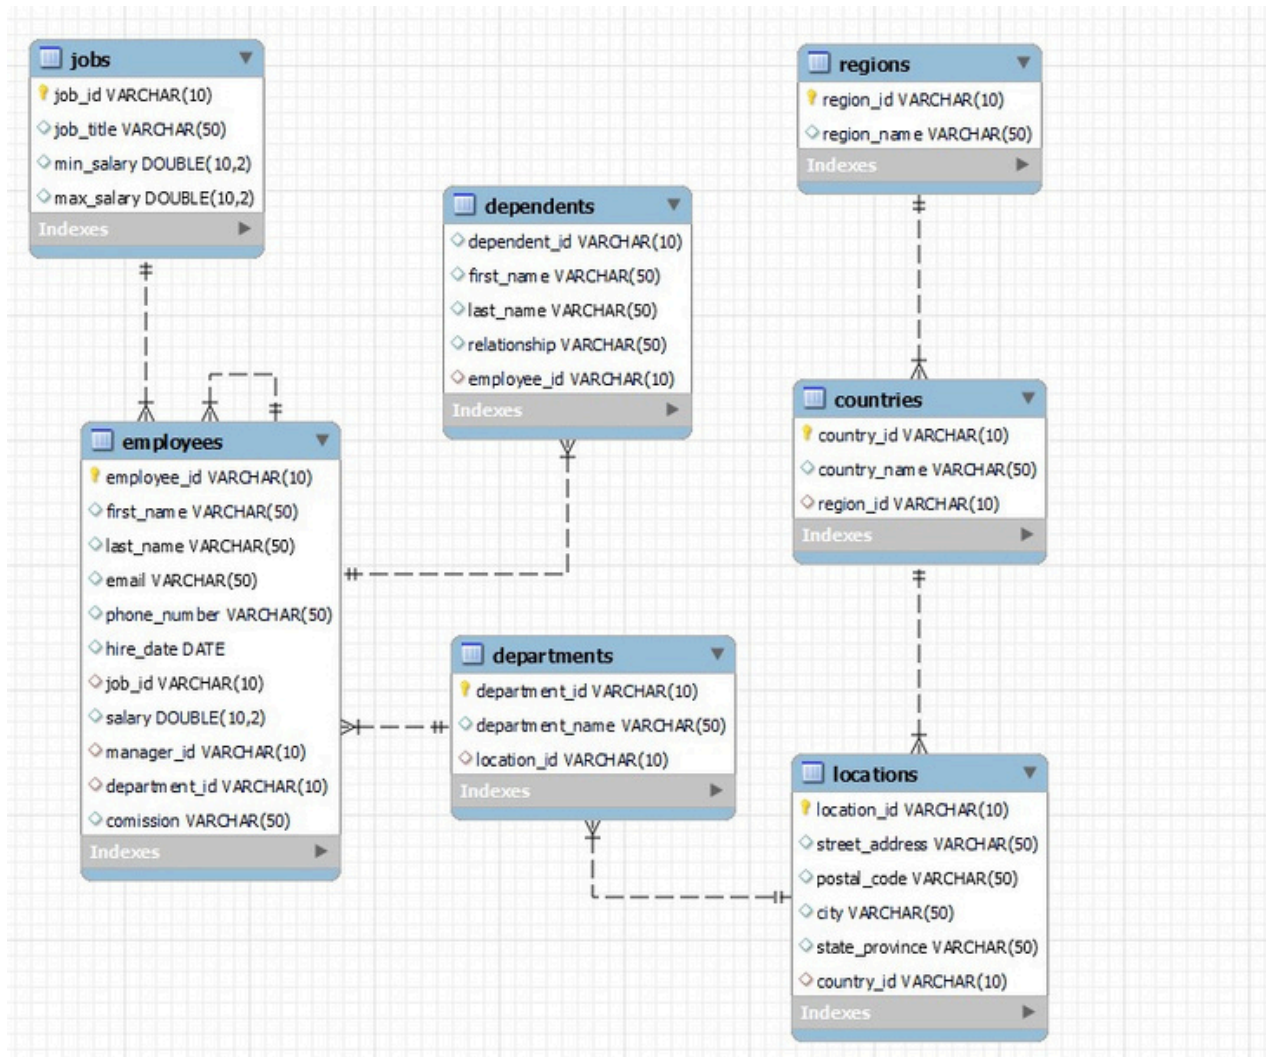 jobs
job_id VARCHAR(10)
job_title VARCHAR(50)
min_salary DOUBLE(10,2)
max_salary DOUBLE(10,2)
Indexes
regions
region_id VARCHAR(10)
region_name VARCHAR(50)
Indexes
dependents
dependent_id VARCHAR(10)
first_name VARCHAR(50)
last_name VARCHAR(50)
relationship VARCHAR(50)
employee_id VARCHAR(10)
Indexes
countries
country_id VARCHAR(10)
country_name VARCHAR(50)
region_id VARCHAR(10)
Indexes
employees
employee_id VARCHAR(10)
first_name VARCHAR(50)
last_name VARCHAR(50)
email VARCHAR(50)
phone_number VARCHAR(50)
hire_date DATE
job_id VARCHAR(10)
salary DOUBLE(10,2)
manager_id VARCHAR(10)
department_id VARCHAR(10)
comission VARCHAR(50)
Indexes
departments
department_id VARCHAR(10)
department_name VARCHAR(50)
location_id VARCHAR(10)
Indexes
locations
location_id VARCHAR(10)
street_address VARCHAR(50)
postal_code VARCHAR(50)
city VARCHAR(50)
state_province VARCHAR(50)
country_id VARCHAR(10)
Indexes